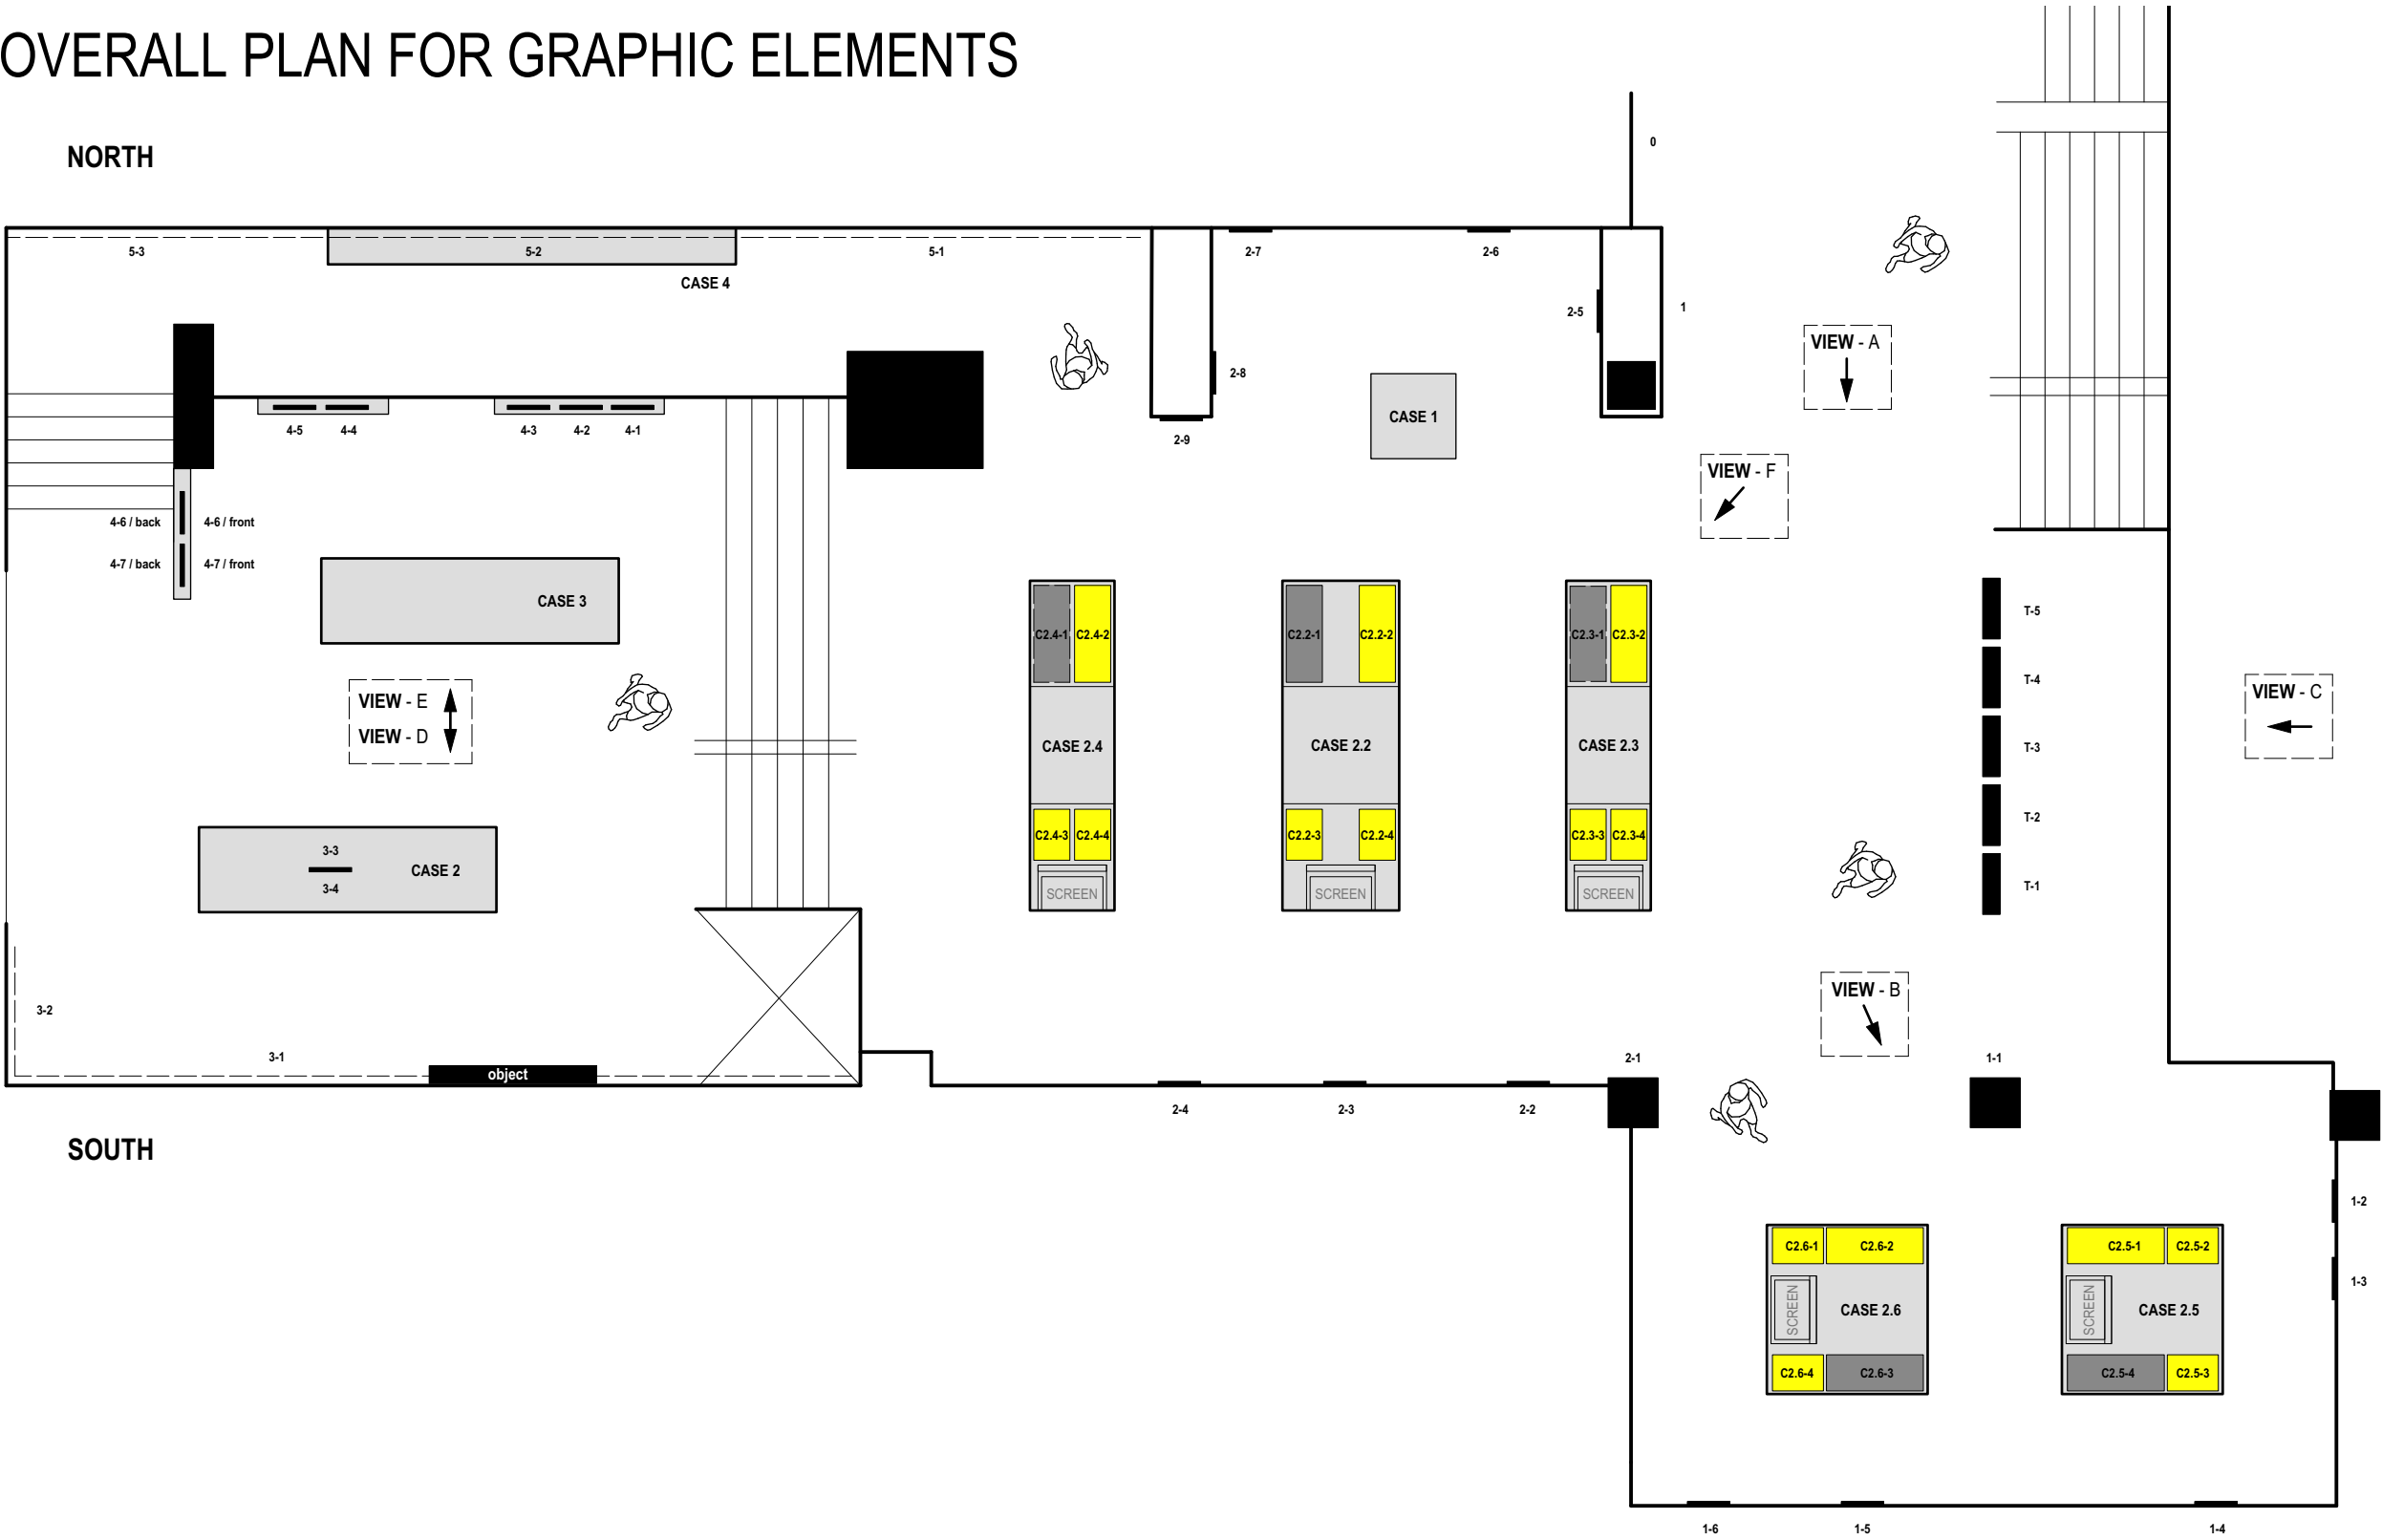 OVERALL PLAN FOR GRAPHIC ELEMENTS
NORTH
0
5-3
5-2
5-1
2-7
2-6
CASE 4
2-5
1
VIEW - A
2-8
CASE 1
4-5
4-4
4-3
4-2
4-1
2-9
VIEW - F
4-6 / back
4-6 / front
4-7 / back
4-7 / front
CASE 3
T-5
C2.4-1
C2.4-2
C2.2-1
C2.2-2
C2.3-1
C2.3-2
T-4
VIEW - E
VIEW - D
VIEW - C
CASE 2.4
CASE 2.2
CASE 2.3
T-3
T-2
C2.4-3
C2.4-4
C2.2-3
C2.2-4
C2.3-3
C2.3-4
3-3
CASE 2
3-4
SCREEN
SCREEN
SCREEN
T-1
VIEW - B
3-2
3-1
object
2-1
1-1
2-4
2-3
2-2
SOUTH
1-2
C2.6-1
C2.6-2
C2.5-1
C2.5-2
1-3
SCREEN
CASE 2.6
SCREEN
CASE 2.5
C2.6-4
C2.6-3
C2.5-4
C2.5-3
1-6
1-5
1-4